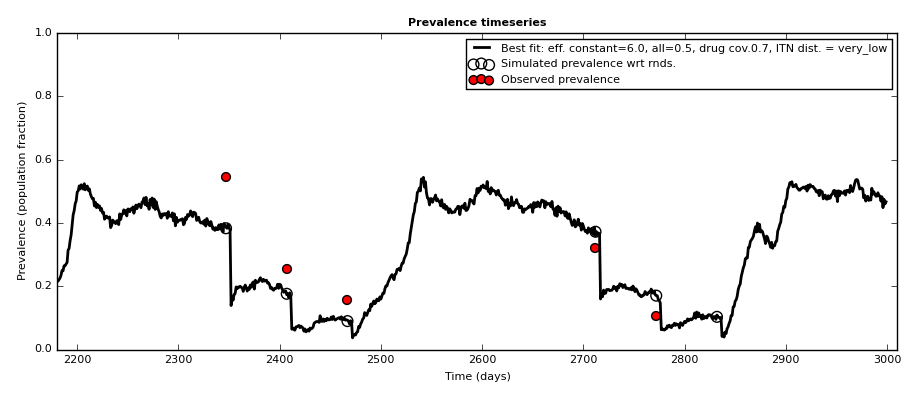 Prevalence timeseries
Best fit: eff. constant=6.0, all=0.5, drug cov.0.7, ITN dist. = very_low
Simulated prevalence wrt rnds.
Observed prevalence
Prevalence (population fraction)
1.0
0.8
0.6
0.4
0.2
0.0
2200 2300 2400 2500 2600 2700 2800 2900 3000
Time (days)